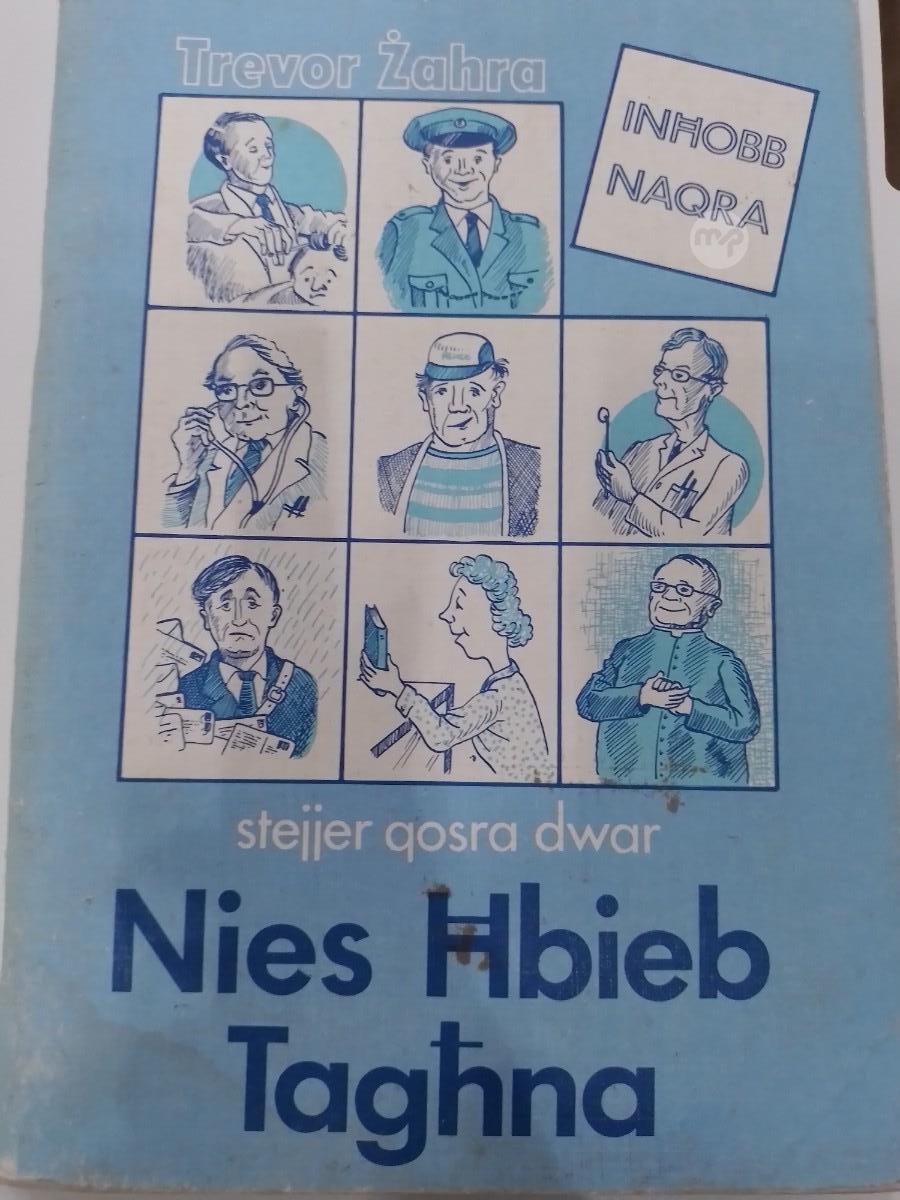 Trevor Żahra
INĦOBB
NAQRA
stejjer qosra dwar
Nies Ħbieb
Tagħna